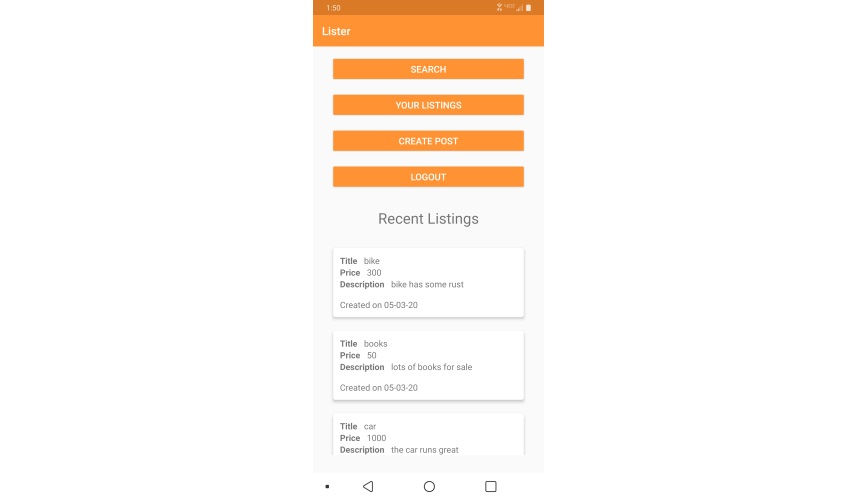 1:50
Lister
SEARCH
YOUR LISTINGS
CREATE POST
LOGOUT
Recent Listings
Title bike
Price 300
Description bike has some rust
Created on 05-03-20
Title books
Price 50
Description lots of books for sale
Created on 05-03-20
Title car
Price 1000
Description the car runs great